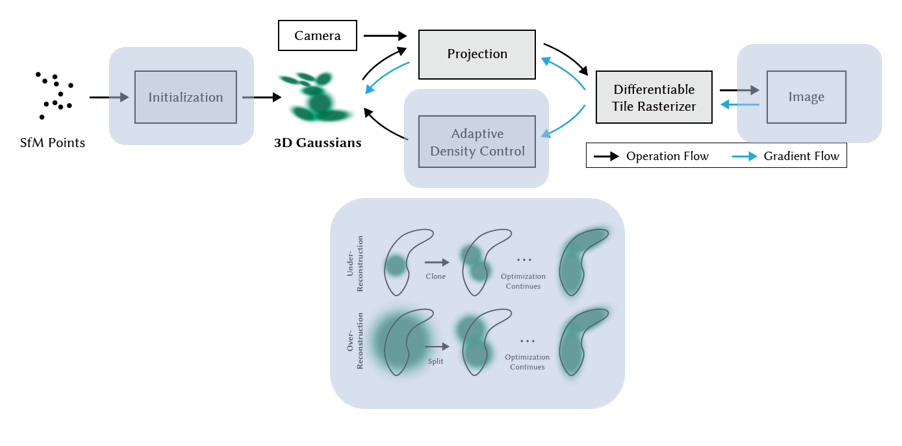 Camera
Projection
Initialization
Differentiable
Tile Rasterizer
Image
SfM Points
3D Gaussians
Adaptive
Density Control
Operation Flow
Gradient Flow
Under-
Reconstruction
Clone
...
Optimization
Continues
Over-
Reconstruction
Split
...
Optimization
Continues